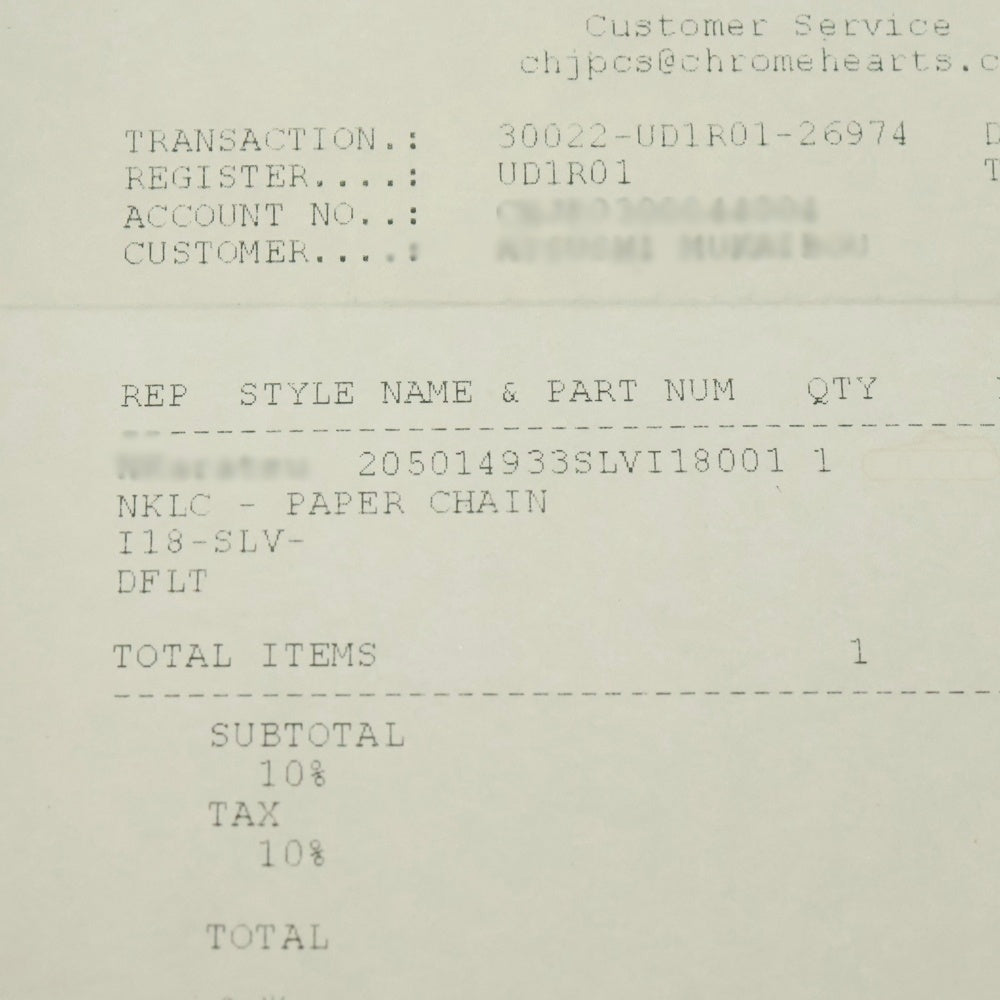 Customer Service
chjpcs@chromehearts.c
TRANSACTION.: 30022-UD1R01-26974 D
REGISTER....: UD1R01 T
ACCOUNT NO..:
CUSTOMER....:
REP STYLE NAME & PART NUM QTY
205014933SLVI18001 1
NKLC - PAPER CHAIN
I18-SLV-
DFLT
TOTAL ITEMS 1
SUBTOTAL
10%
TAX
10%
TOTAL